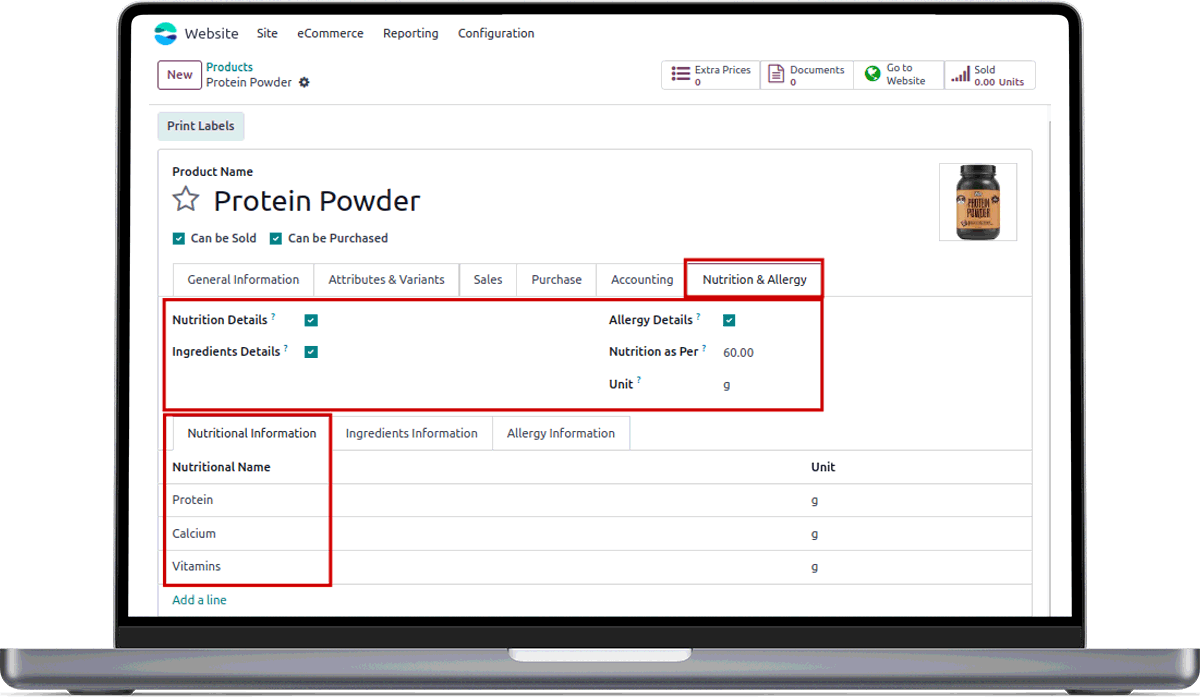 Website Site eCommerce Reporting Configuration
New Products
Protein Powder
Extra Prices
0
Documents
0
Go to
Website
Sold
0.00 Units
Print Labels
Product Name
Protein Powder
Can be Sold Can be Purchased
PROTEIN
POWDER
General Information Attributes & Variants Sales Purchase Accounting Nutrition & Allergy
Nutrition Details ? Allergy Details ?
Ingredients Details ? Nutrition as Per ? 60.00
Unit ? g
Nutritional Information Ingredients Information Allergy Information
Nutritional Name Unit
Protein g
Calcium g
Vitamins g
Add a line